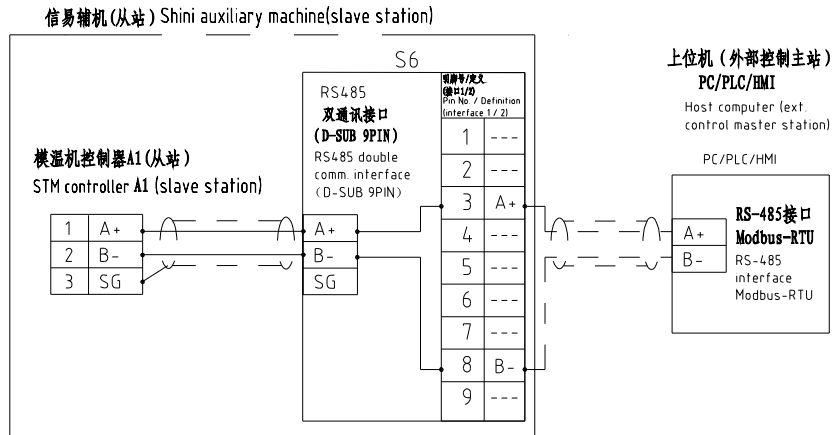 信易辅机(从站) Shini auxiliary machine(slave station)
S6
RS485
双通讯接口
(D-SUB 9PIN)
RS485 double
comm. interface
(D-SUB 9PIN)
引脚号/定义
(接口1/2)
Pin No. / Definition
(interface 1 / 2)
1 ---
2 ---
3 A+
4 ---
5 ---
6 ---
7 ---
8 B-
9 ---
模温机控制器A1(从站)
STM controller A1 (slave station)
1 A+
2 B-
3 SG
A+
B-
SG
上位机（外部控制主站)
PC/PLC/HMI
Host computer (ext.
control master station)
PC/PLC/HMI
A+
B-
RS-485接口
Modbus-RTU
RS-485
interface
Modbus-RTU